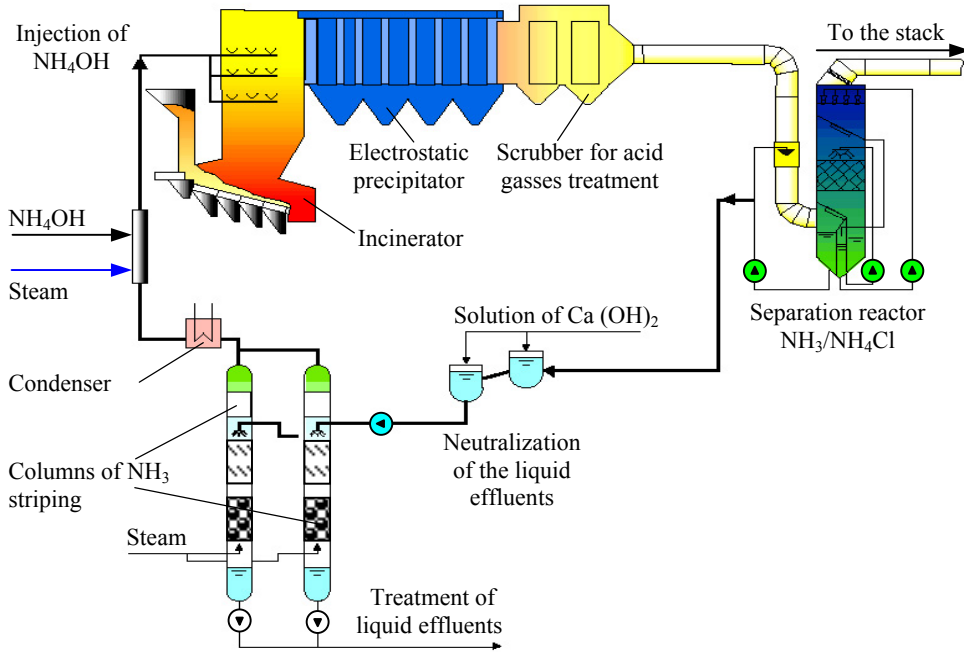 Injection of
NH4OH
To the stack
Electrostatic
precipitator
Scrubber for acid
gasses treatment
NH4OH
Incinerator
Steam
Separation reactor
NH3/NH4Cl
Solution of Ca (OH)2
Condenser
Neutralization
of the liquid
effluents
Columns of NH3
striping
Steam
Treatment of
liquid effluents